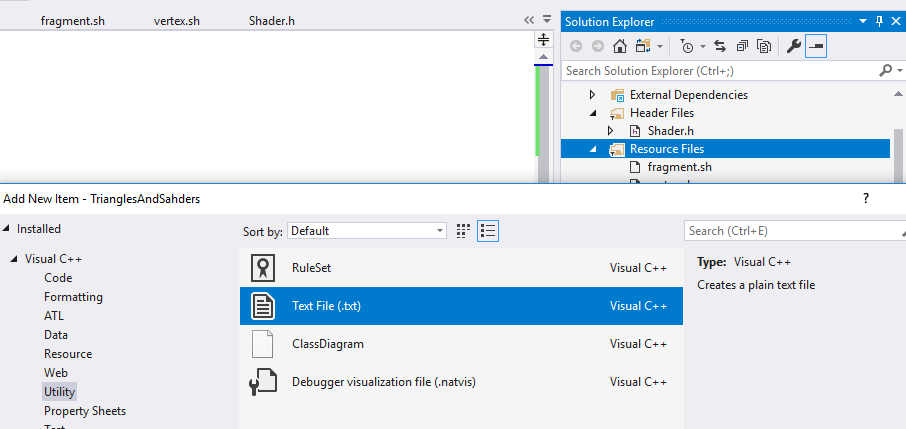 fragment.sh vertex.sh Shader.h
Solution Explorer
Search Solution Explorer (Ctrl+;)
External Dependencies
Header Files
Shader.h
Resource Files
fragment.sh
Add New Item - TrianglesAndSahders ?
Installed
Sort by: Default
Search (Ctrl+E)
Visual C++
Code
Formatting
ATL
Data
Resource
Web
Utility
Property Sheets
RuleSet Visual C++
Text File (.txt) Visual C++
ClassDiagram Visual C++
Debugger visualization file (.natvis) Visual C++
Type: Visual C++
Creates a plain text file